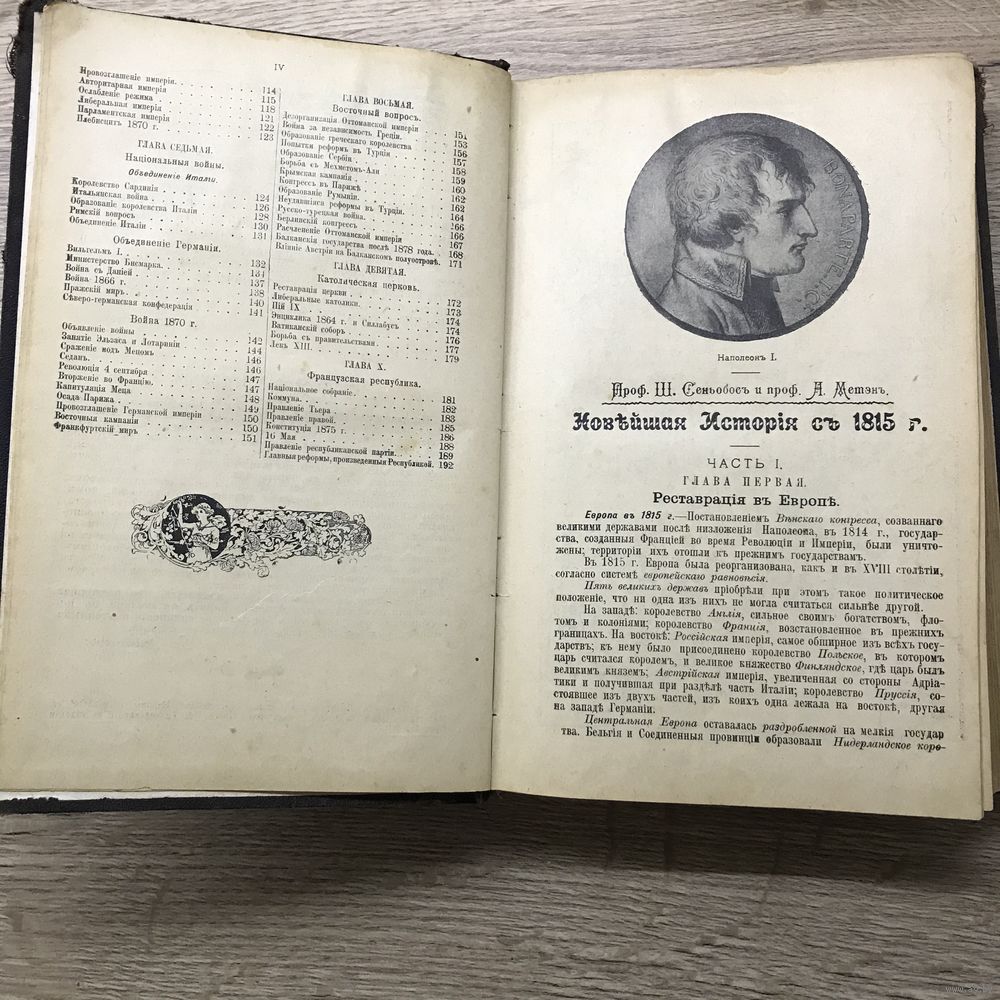 IV
Провозглашеніе имперіи. 114
Авторитарная имперія 115
Ослабленіе режима 118
Либеральная имперія 121
Парламентская имперія 122
Плебисцитъ 1870 г. 123
ГЛАВА СЕДЬМАЯ.
Національныя войны.
Объединеніе Италіи.
Королевство Сардинія 124
Итальянская война 126
Образованіе королевства Италіи 128
Римскій вопросъ 130
Объединеніе Италіи 131
Объединеніе Германіи.
Вильгельмъ I. 132
Министерство Бисмарка. 134
Война съ Даніей 137
Война 1866 г. 138
Пражскій миръ. 140
Сѣверо-германская конфедерація 141
Война 1870 г.
Объявленіе войны 142
Занятіе Эльзаса и Лотарингіи 144
Сраженіе подъ Мецомъ 146
Седанъ. 146
Революція 4 сентября 147
Вторженіе во Францію. 147
Капитуляція Меца 148
Осада Парижа 149
Провозглашеніе Германской имперіи 150
Восточныя кампаніи 150
Франкфуртскій миръ 151
ГЛАВА ВОСЬМАЯ.
Восточный вопросъ.
Дезорганизація Оттоманской имперіи 151
Война за независимость Греціи. 153
Образованіе греческаго королевства 156
Попытки реформъ въ Турціи 157
Образованіе Сербіи 158
Борьба съ Мехметомъ-Али 159
Крымская кампанія 160
Конгрессъ въ Парижѣ 162
Образованіе Румыніи. 162
Неудавшіяся реформы въ Турціи. 164
Русско-турецкая война. 166
Берлинскій конгрессъ 166
Расчлененіе Оттоманской имперіи 167
Балканскія государства послѣ 1878 года. 168
Вліяніе Австріи на Балканскомъ полуостровѣ. 171
ГЛАВА ДЕВЯТАЯ.
Католическая церковь.
Реставрація церкви 172
Либеральные католики. 173
Пій IX 174
Энциклика 1864 г. и Силлабусъ 174
Ватиканскій соборъ 176
Борьба съ правительствами. 177
Левъ XIII. 179
ГЛАВА X.
Французская республика.
Національное собраніе. 181
Коммуна. 182
Правленіе Тьера 183
Правленіе правой. 185
Конституція 1875 г. 186
16 Мая 188
Правленіе республиканской партіи. 189
Главныя реформы, произведенныя Республикой. 192
BONAPARTE
Наполеонъ I.
Проф. Ш. Сеньобосъ и проф. А. Метэнъ.
Новѣйшая Исторія съ 1815 г.
ЧАСТЬ I.
ГЛАВА ПЕРВАЯ.
Реставрація въ Европѣ.
Европа въ 1815 г.—Постановленіемъ Вѣнскаго конгресса, созваннаго
великими державами послѣ низложенія Наполеона, въ 1814 г., государ-
ства, созданныя Франціей во время Революціи и Имперіи, были уничто-
жены; территоріи ихъ отошли къ прежнимъ государствамъ.
Въ 1815 г. Европа была реорганизована, какъ и въ XVIII столѣтіи,
согласно системѣ европейскаго равновѣсія.
Пять великихъ державъ пріобрѣли при этомъ такое политическое
положеніе, что ни одна изъ нихъ не могла считаться сильнѣе другой.
На западѣ: королевство Англія, сильное своимъ богатствомъ, фло-
томъ и колоніями; королевство Франція, возстановленное въ прежнихъ
границахъ. На востокѣ: Россійская имперія, самое обширное изъ всѣхъ госу-
дарствъ; къ нему было присоединено королевство Польское, въ которомъ
царь считался королемъ, и великое княжество Финляндское, гдѣ царь былъ
великимъ княземъ; Австрійская имперія, увеличенная со стороны Адріа-
тики и получившая при раздѣлѣ часть Италіи; королевство Пруссія, со-
стоявшее изъ двухъ частей, изъ коихъ одна лежала на востокѣ, другая
на западѣ Германіи.
Центральная Европа оставалась раздробленной на мелкія государ
тва. Бельгія и Соединенныя провинціи образовали Нидерландское коро-